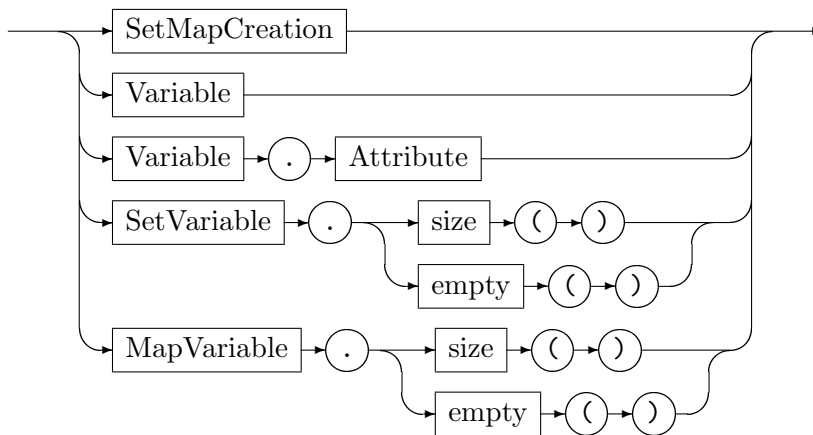 SetMapCreation
Variable
Variable . Attribute
SetVariable . size ( )
empty ( )
MapVariable . size ( )
empty ( )